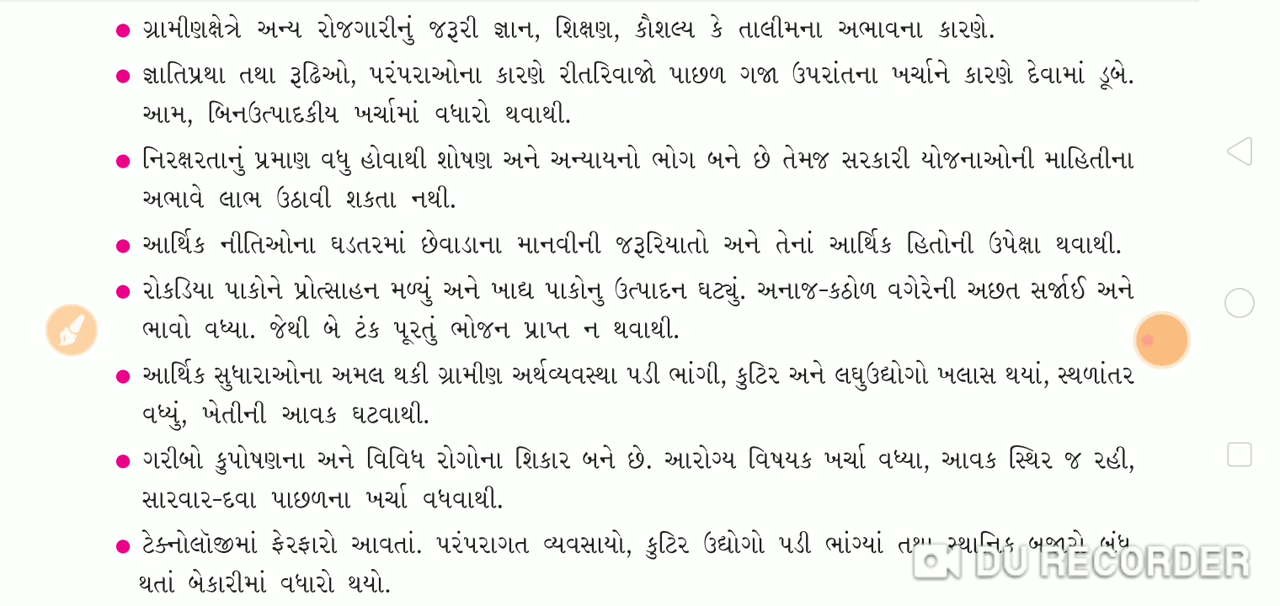 ગ્રામીણક્ષેત્રે અન્ય રોજગારીનું જરૂરી જ્ઞાન, શિક્ષણ, કૌશલ્ય કે તાલીમના અભાવના કારણે.
જ્ઞાતિપ્રથા તથા રૂઢિઓ, પરંપરાઓના કારણે રીતરિવાજો પાછળ ગજા ઉપરાંતના ખર્ચાને કારણે દેવામાં ડૂબે.
આમ, બિનઉત્પાદકીય ખર્ચામાં વધારો થવાથી.
નિરક્ષરતાનું પ્રમાણ વધુ હોવાથી શોષણ અને અન્યાયનો ભોગ બને છે તેમજ સરકારી યોજનાઓની માહિતીના
અભાવે લાભ ઉઠાવી શકતા નથી.
આર્થિક નીતિઓના ઘડતરમાં છેવાડાના માનવીની જરૂરિયાતો અને તેનાં આર્થિક હિતોની ઉપેક્ષા થવાથી.
રોકડિયા પાકોને પ્રોત્સાહન મળ્યું અને ખાદ્ય પાકોનુ ઉત્પાદન ઘટ્યું. અનાજ-કઠોળ વગેરેની અછત સર્જાઈ અને
ભાવો વધ્યા. જેથી બે ટંક પૂરતું ભોજન પ્રાપ્ત ન થવાથી.
આર્થિક સુધારાઓના અમલ થકી ગ્રામીણ અર્થવ્યવસ્થા પડી ભાંગી, કુટિર અને લઘુઉદ્યોગો ખલાસ થયાં, સ્થળાંતર
વધ્યું, ખેતીની આવક ઘટવાથી.
ગરીબો કુપોષણના અને વિવિધ રોગોના શિકાર બને છે. આરોગ્ય વિષયક ખર્ચા વધ્યા, આવક સ્થિર જ રહી,
સારવાર-દવા પાછળના ખર્ચા વધવાથી.
ટેક્નોલૉજીમાં ફેરફારો આવતાં. પરંપરાગત વ્યવસાયો, કુટિર ઉદ્યોગો પડી ભાંગ્યાં તથા સ્થાનિક બજારો બંધ
થતાં બેકારીમાં વધારો થયો.
DU RECORDER